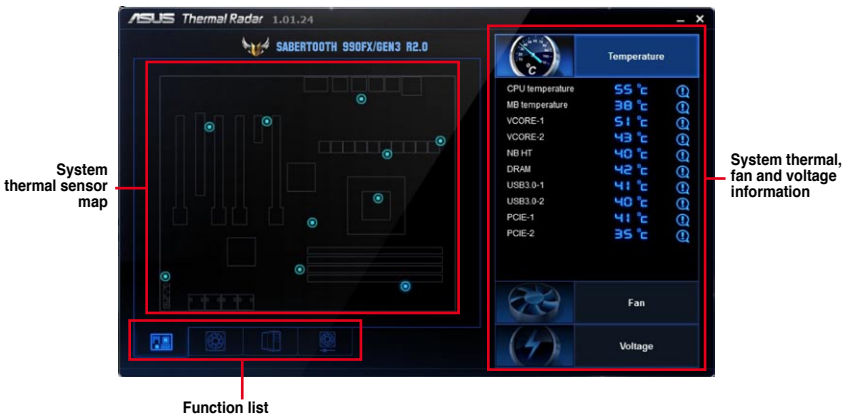 ASUS Thermal Radar 1.01.24
SABERTOOTH 990FX/GEN3 R2.0
°C
Temperature
CPU temperature 55 °c
MB temperature 38 °c
VCORE-1 51 °c
VCORE-2 43 °c
NB HT 40 °c
DRAM 42 °c
USB3.0-1 41 °c
USB3.0-2 40 °c
PCIE-1 41 °c
PCIE-2 35 °c
Fan
Voltage
System
thermal sensor
map
System thermal,
fan and voltage
information
Function list